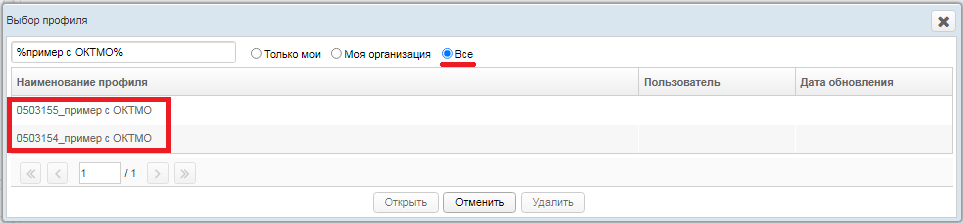 Выбор профиля
%пример с ОКТМО%
Только мои
Моя организация
Все
Наименование профиля
Пользователь
Дата обновления
0503155_пример с ОКТМО
0503154_пример с ОКТМО
1
/ 1
Открыть
Отменить
Удалить